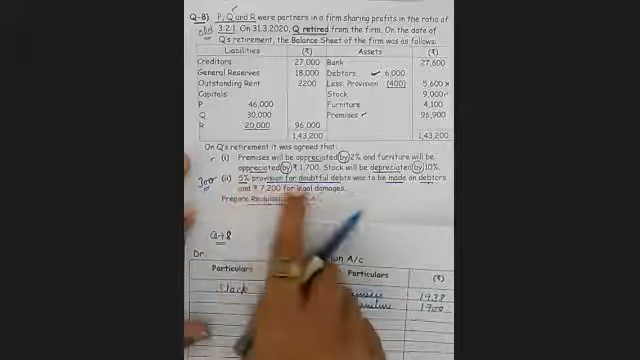 Q-8) P, Q and R were partners in a firm sharing profits in the ratio of
old 3:2:1. On 31.3.2020, Q retired from the firm. On the date of
Q's retirement, the Balance Sheet of the firm was as follows:
Liabilities (₹) Assets (₹)
Creditors 27,000 Bank 27,600
General Reserves 18,000 Debtors 6,000
Outstanding Rent 2200 Less: Provision (400) 5,600
Capitals: Stock 9,000
P 46,000 Furniture 4,100
Q 30,000 Premises 96,900
R 20,000 96,000
1,43,200 1,43,200
On Q's retirement it was agreed that:
(i) Premises will be appreciated by 2% and furniture will be
appreciated by ₹ 1,700. Stock will be depreciated by 10%.
300 (ii) 5% provision for doubtful debts was to be made on debtors
and ₹ 7,200 for legal damages.
Prepare
Q-8
Dr. A/c
Particulars Particulars (₹)
Stock 1938
1700